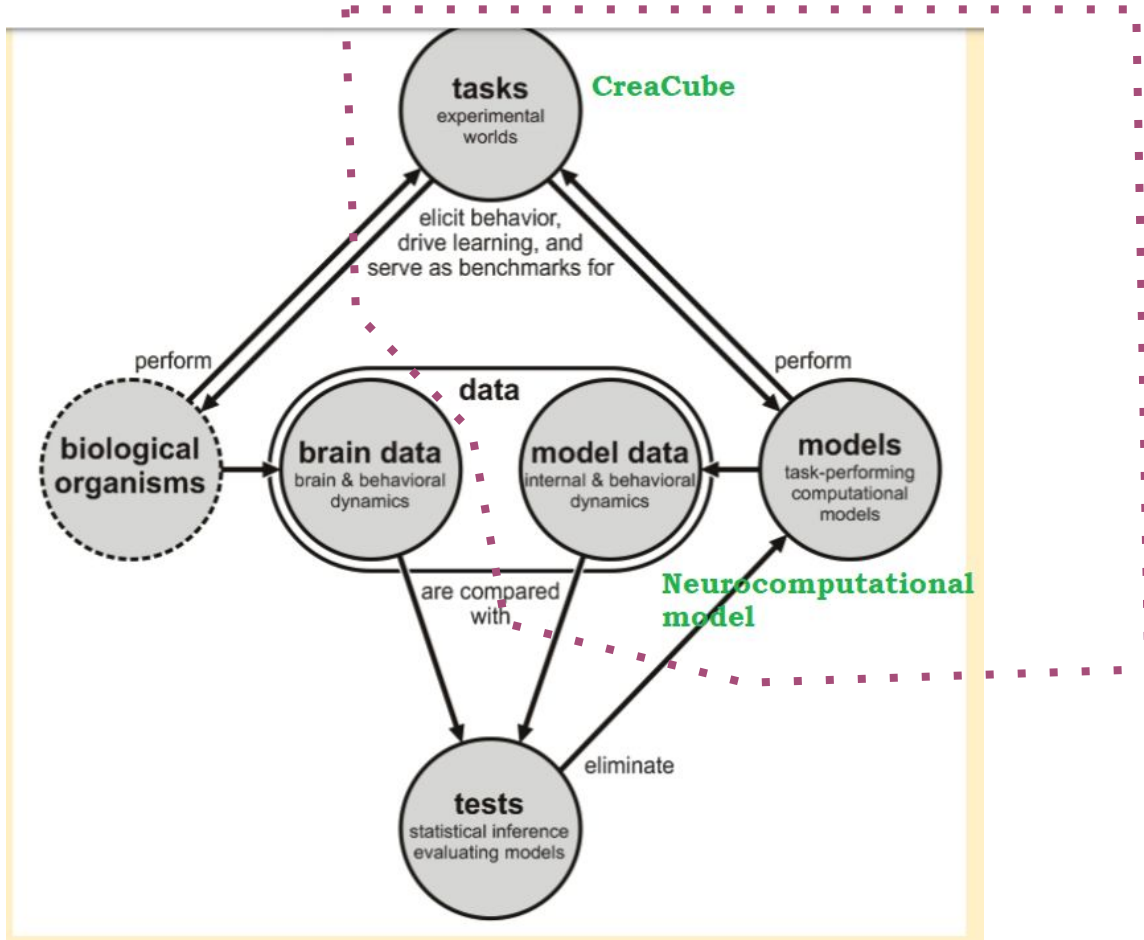 tasks
experimental
worlds
CreaCube
elicit behavior,
drive learning, and
serve as benchmarks for
perform
perform
data
biological
organisms
brain data
brain & behavioral
dynamics
model data
internal & behavioral
dynamics
models
task-performing
computational
models
are compared
with
Neurocomputational
model
eliminate
tests
statistical inference
evaluating models